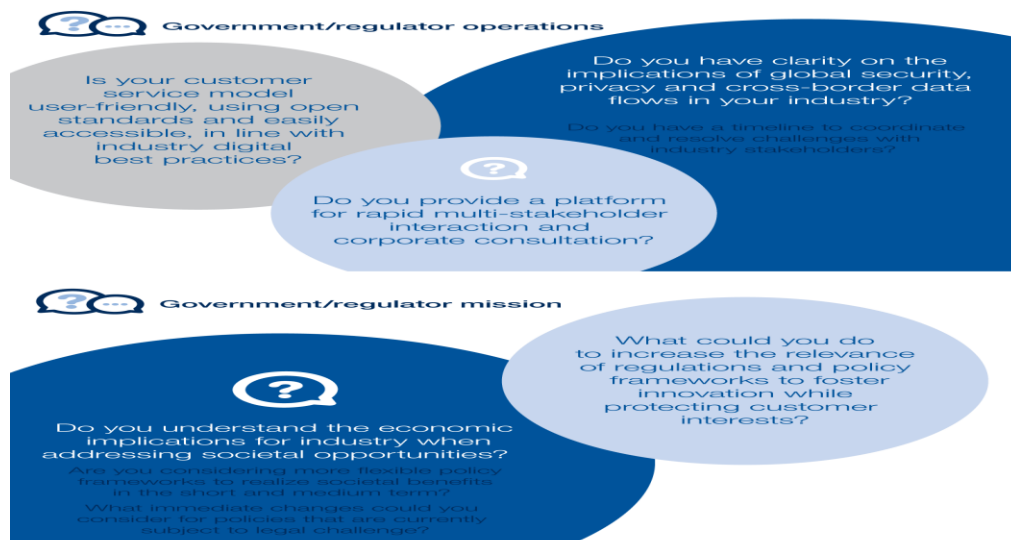 Government/regulator operations
Is your customer
service model
user-friendly, using open
standards and easily
accessible, in line with
industry digital
best practices?
Do you have clarity on the
implications of global security,
privacy and cross-border data
flows in your industry?
Do you have a timeline to coordinate
and resolve challenges with
industry stakeholders?
Do you provide a platform
for rapid multi-stakeholder
interaction and
corporate consultation?
Government/regulator mission
What could you do
to increase the relevance
of regulations and policy
frameworks to foster
innovation while
protecting customer
interests?
Do you understand the economic
implications for industry when
addressing societal opportunities?
Are you considering more flexible policy
frameworks to realize societal benefits
in the short and medium term?
What immediate changes could you
consider for policies that are currently
subject to legal challenge?